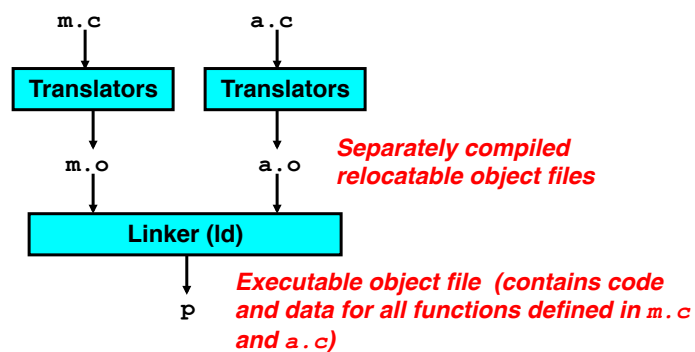 m.c a.c
Translators Translators
m.o a.o
Separately compiled
relocatable object files
Linker (ld)
p
Executable object file (contains code
and data for all functions defined in m.c
and a.c)